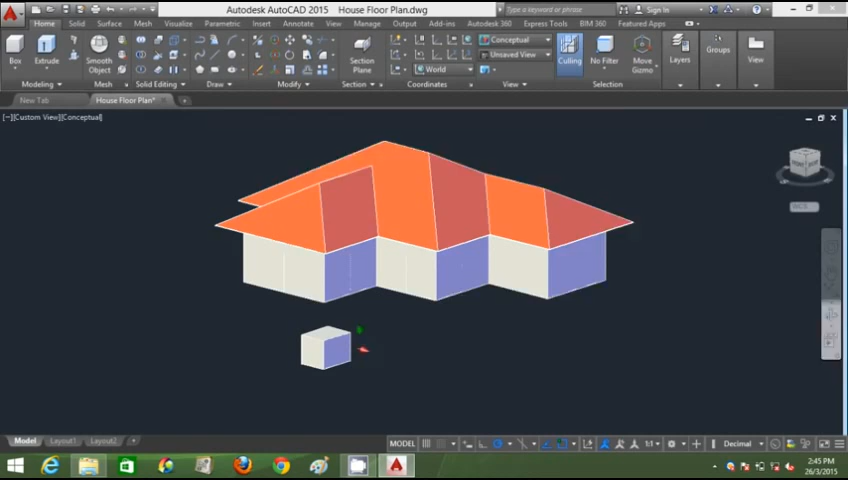 Autodesk AutoCAD 2015 House Floor Plan.dwg
Type a keyword or phrase
Sign In
Home Solid Surface Mesh Visualize Parametric Insert Annotate View Manage Output Add-ins Autodesk 360 Express Tools BIM 360 Featured Apps
Box Extrude Smooth Object Section Plane
Conceptual
Unsaved View
World
Culling No Filter Move Gizmo Layers Groups View
Modeling Mesh Solid Editing Draw Modify Section Coordinates View Selection
New Tab House Floor Plan*
[−][Custom View][Conceptual]
WCS
Model Layout1 Layout2 +
MODEL 1:1 Decimal
2:45 PM
26/3/2015